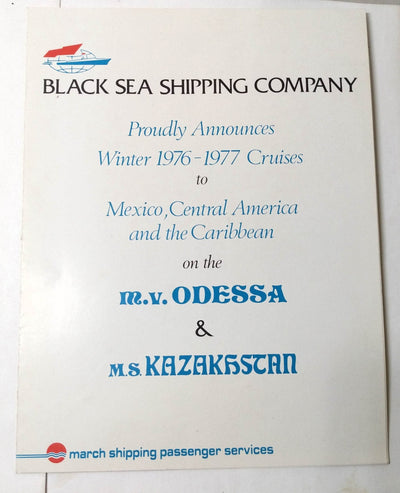 BLACK SEA SHIPPING COMPANY
Proudly Announces
Winter 1976-1977 Cruises
to
Mexico, Central America
and the Caribbean
on the
m.v. ODESSA
&
M.S. KAZAKHSTAN
march shipping passenger services